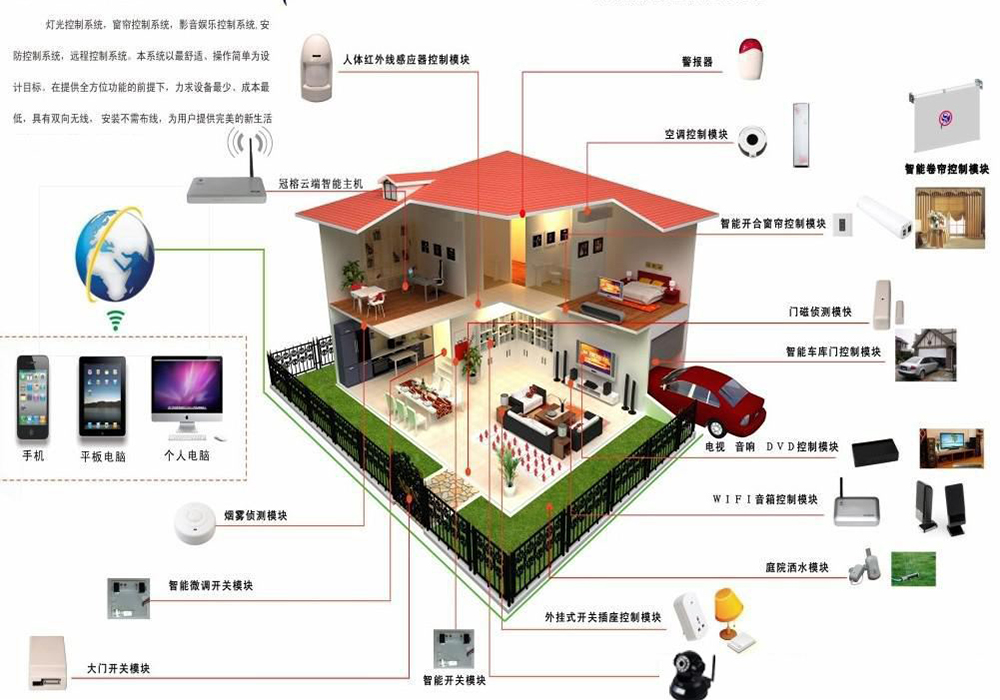 灯光控制系统，窗帘控制系统，影音娱乐控制系统,安
防控制系统，远程控制系统。本系统以最舒适、操作简单为设
计目标。在提供全方位功能的前提下，力求设备最少、成本最
低，具有双向无线、 安装不需布线，为用户提供完美的新生活
人体红外线感应器控制模块
警报器
空调控制模块
智能卷帘控制模块
冠榕云端智能主机
智能开合窗帘控制模块
门磁侦测模快
智能车库门控制模块
手机
平板电脑
个人电脑
电视 音响 DVD控制模块
WIFI音箱控制模块
烟雾侦测模块
庭院洒水模块
智能微调开关模块
外挂式开关插座控制模块
大门开关模块
智能开关模块